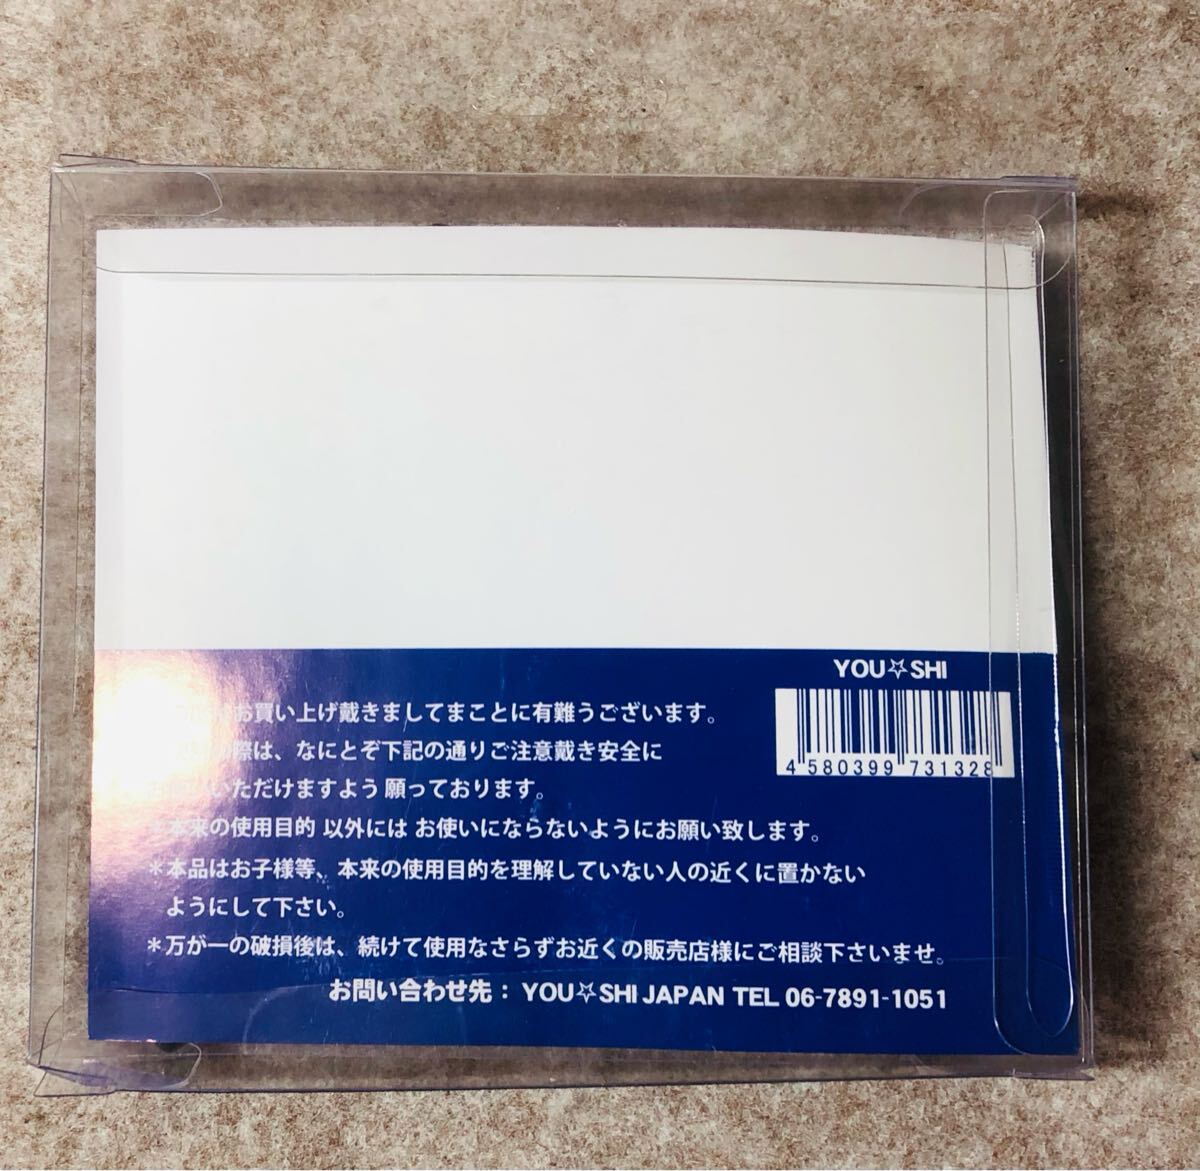 YOU☆SHI
4 580399 731328
お買い上げ戴きましてまことに有難うございます。
際は、なにとぞ下記の通りご注意戴き安全に
いただけますよう 願っております。
＊本来の使用目的 以外には お使いにならないようにお願い致します。
＊本品はお子様等、本来の使用目的を理解していない人の近くに置かない
ようにして下さい。
＊万が一の破損後は、続けて使用なさらずお近くの販売店様にご相談下さいませ。
お問い合わせ先： YOU☆SHI JAPAN TEL 06-7891-1051